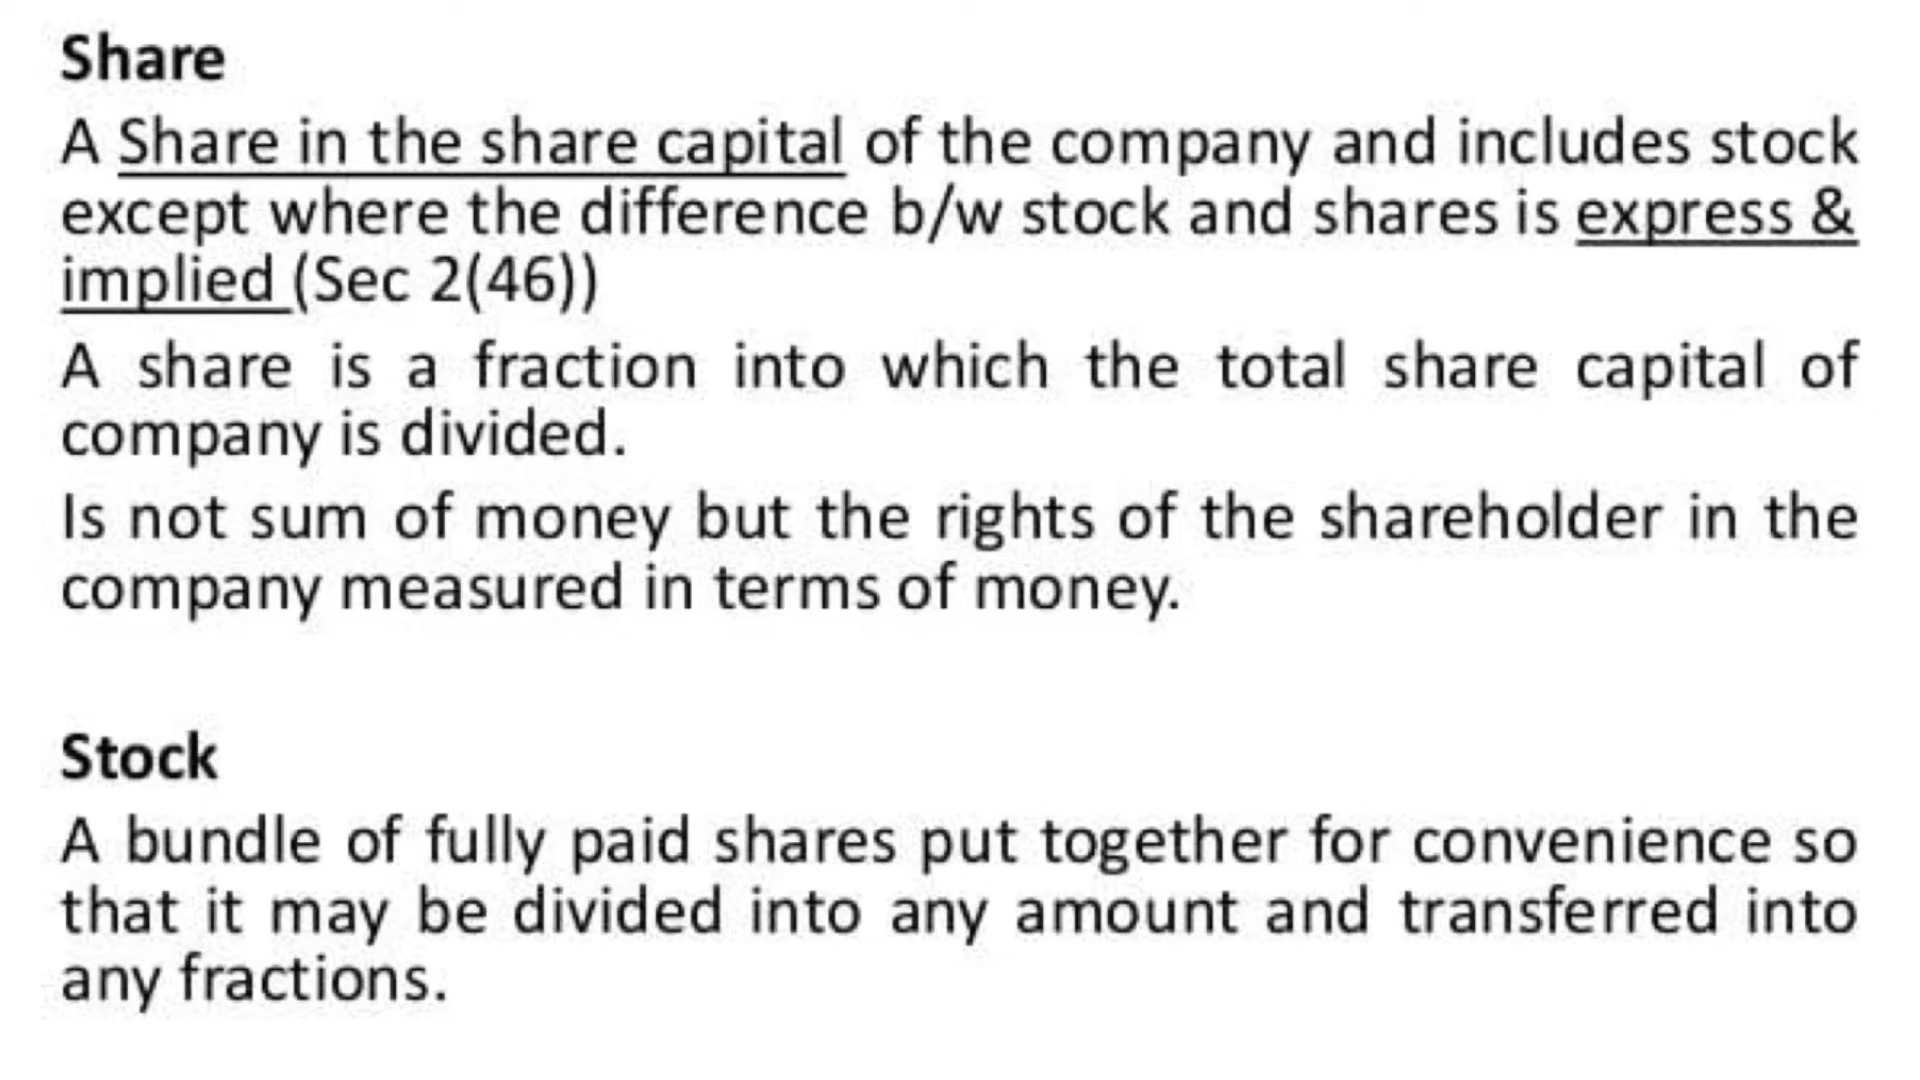 Share
A Share in the share capital of the company and includes stock
except where the difference b/w stock and shares is express &
implied (Sec 2(46))
A share is a fraction into which the total share capital of
company is divided.
Is not sum of money but the rights of the shareholder in the
company measured in terms of money.
Stock
A bundle of fully paid shares put together for convenience so
that it may be divided into any amount and transferred into
any fractions.